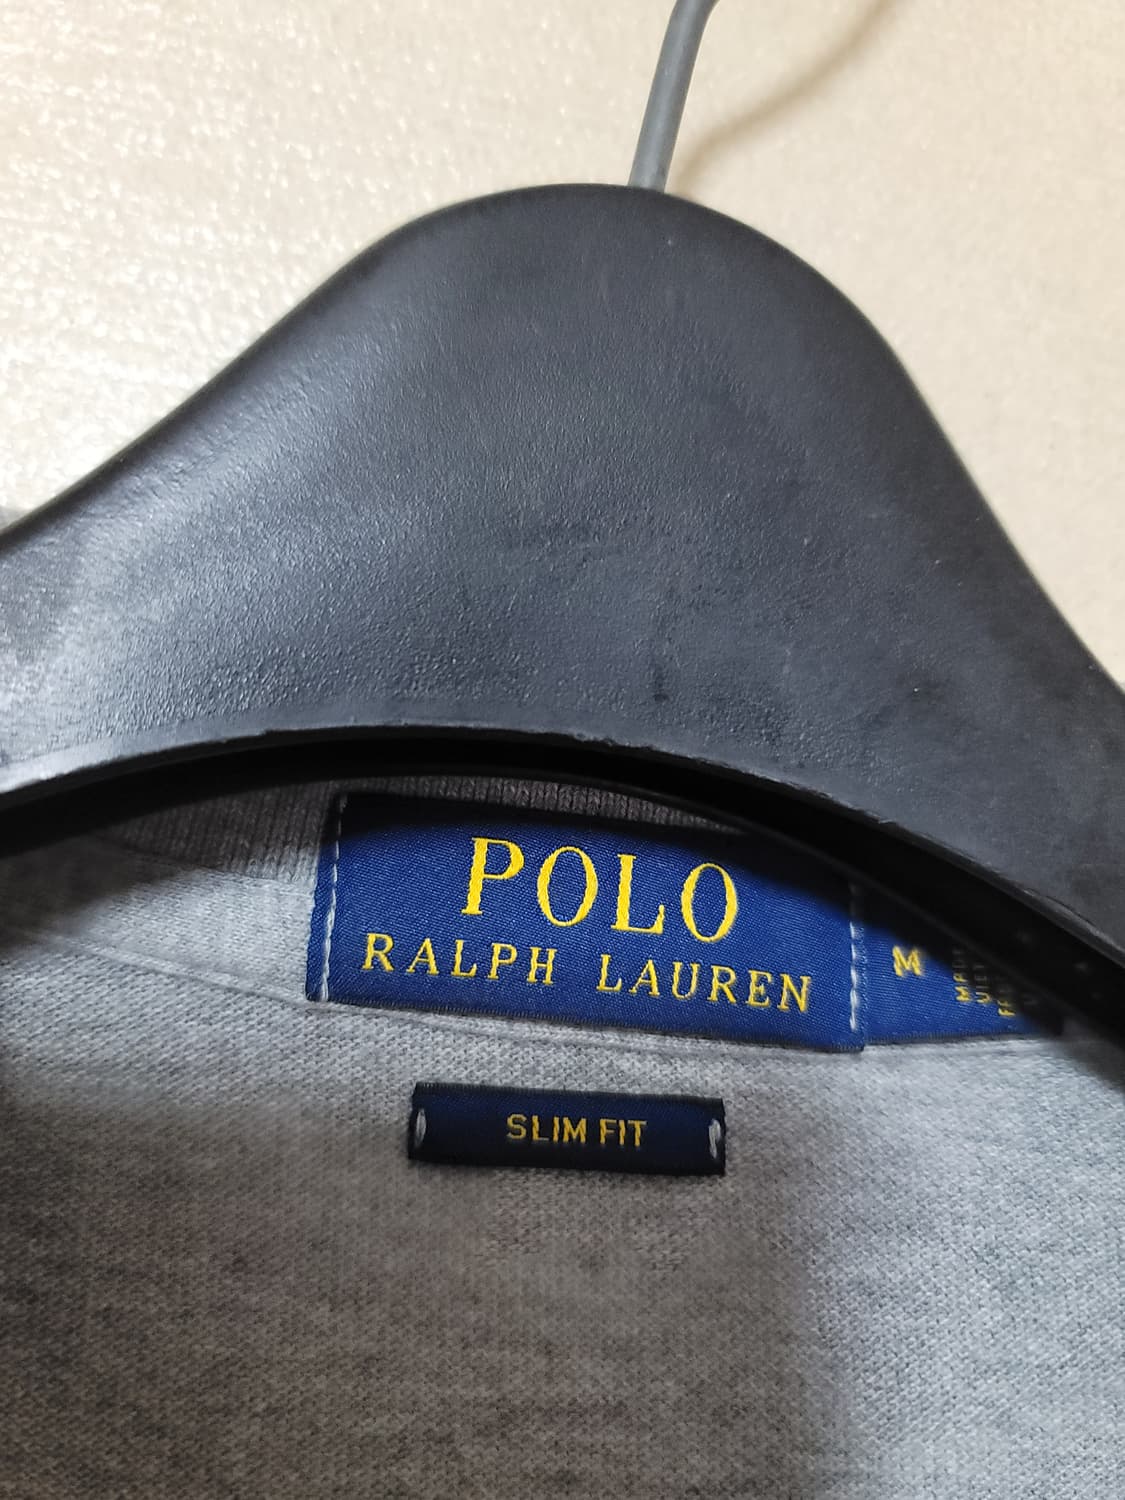 POLO
RALPH LAUREN
M
SLIM FIT